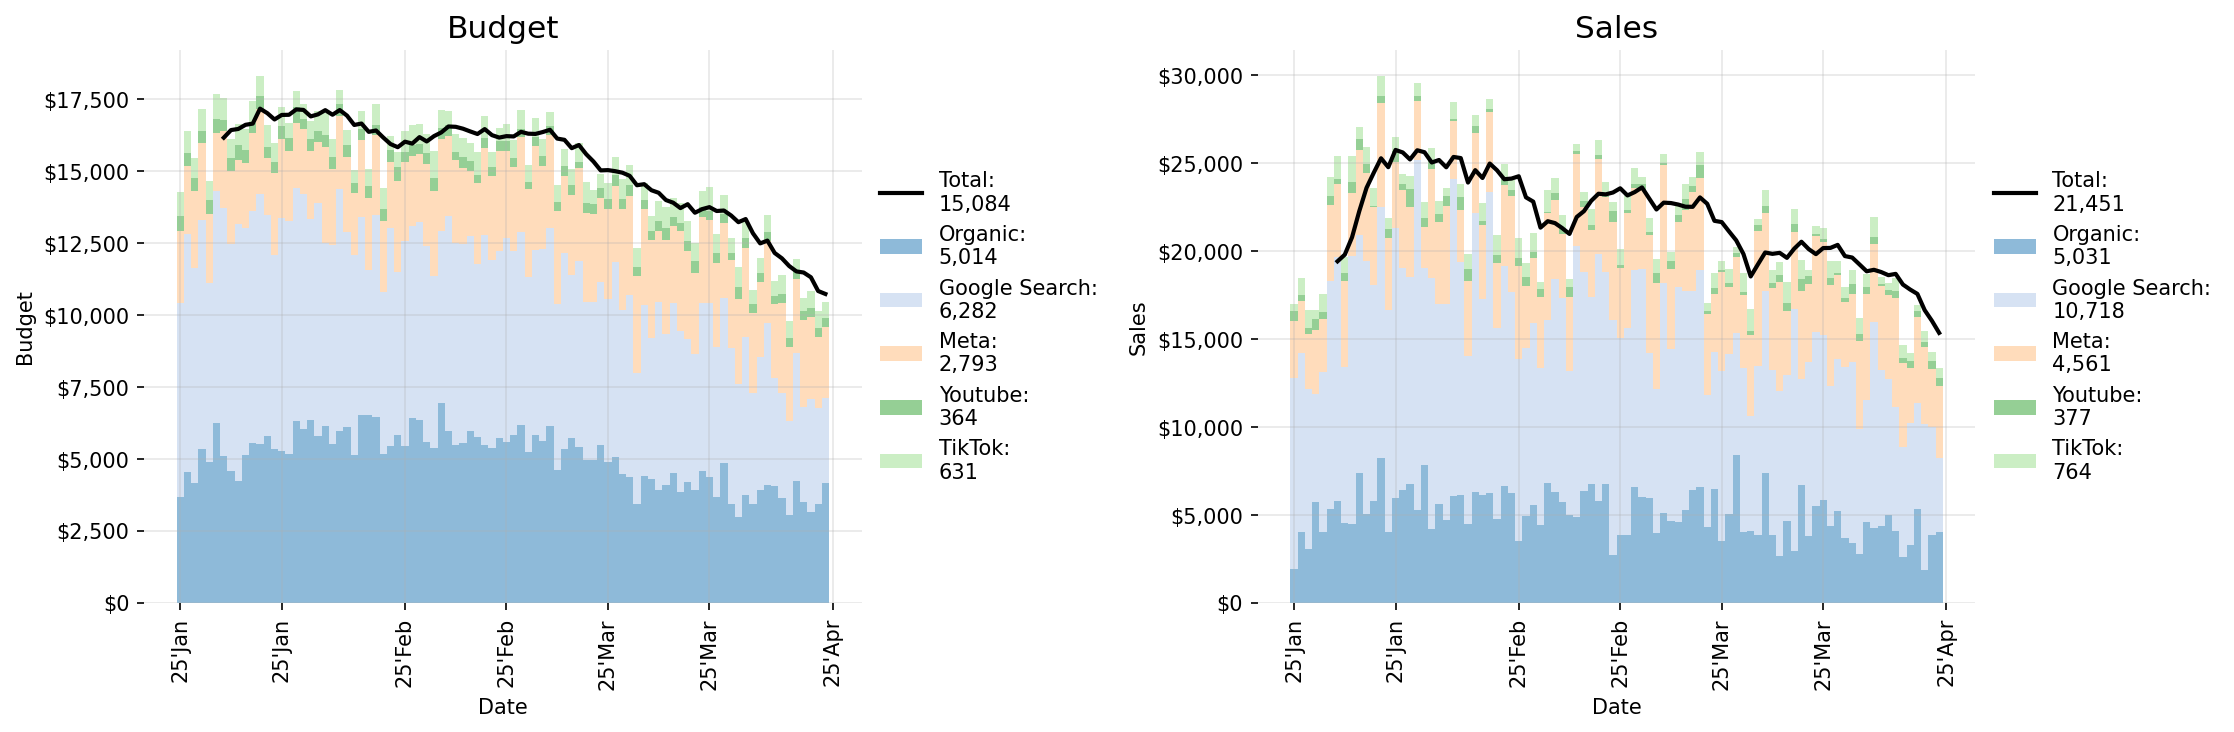 Budget
$17,500
$15,000
$12,500
$10,000
$7,500
$5,000
$2,500
$0
Budget
25'Jan
25'Jan
25'Feb
25'Feb
25'Mar
25'Mar
25'Apr
Date
Total:
15,084
Organic:
5,014
Google Search:
6,282
Meta:
2,793
Youtube:
364
TikTok:
631
Sales
$30,000
$25,000
$20,000
$15,000
$10,000
$5,000
$0
Sales
25'Jan
25'Jan
25'Feb
25'Feb
25'Mar
25'Mar
25'Apr
Date
Total:
21,451
Organic:
5,031
Google Search:
10,718
Meta:
4,561
Youtube:
377
TikTok:
764